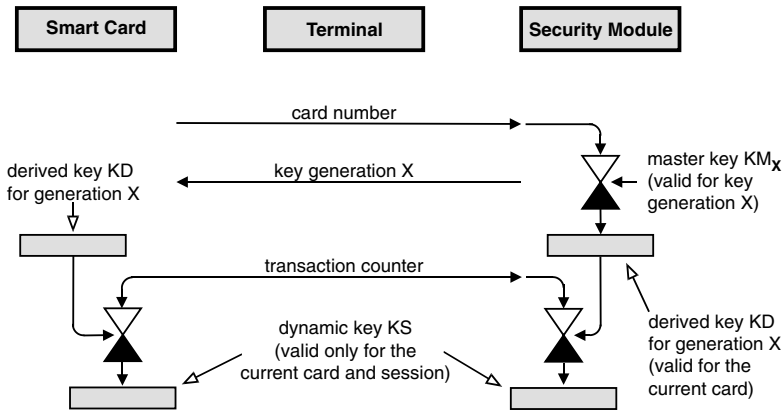 Smart Card
Terminal
Security Module
card number
derived key KD
for generation X
key generation X
master key KMX
(valid for key
generation X)
transaction counter
dynamic key KS
(valid only for the
current card and session)
derived key KD
for generation X
(valid for the
current card)